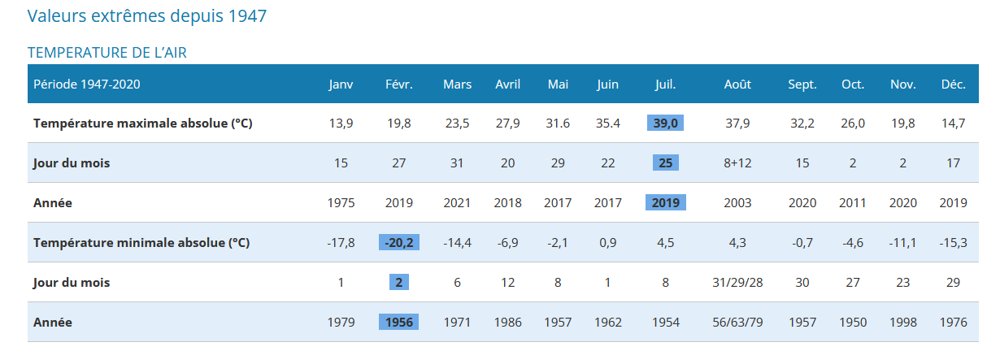 Valeurs extrêmes depuis 1947
TEMPERATURE DE L’AIR
Période 1947-2020 Janv Févr. Mars Avril Mai Juin Juil. Août Sept. Oct. Nov. Déc.
Température maximale absolue (°C) 13,9 19,8 23,5 27,9 31.6 35.4 39,0 37,9 32,2 26,0 19,8 14,7
Jour du mois 15 27 31 20 29 22 25 8+12 15 2 2 17
Année 1975 2019 2021 2018 2017 2017 2019 2003 2020 2011 2020 2019
Température minimale absolue (°C) -17,8 -20,2 -14,4 -6,9 -2,1 0,9 4,5 4,3 -0,7 -4,6 -11,1 -15,3
Jour du mois 1 2 6 12 8 1 8 31/29/28 30 27 23 29
Année 1979 1956 1971 1986 1957 1962 1954 56/63/79 1957 1950 1998 1976